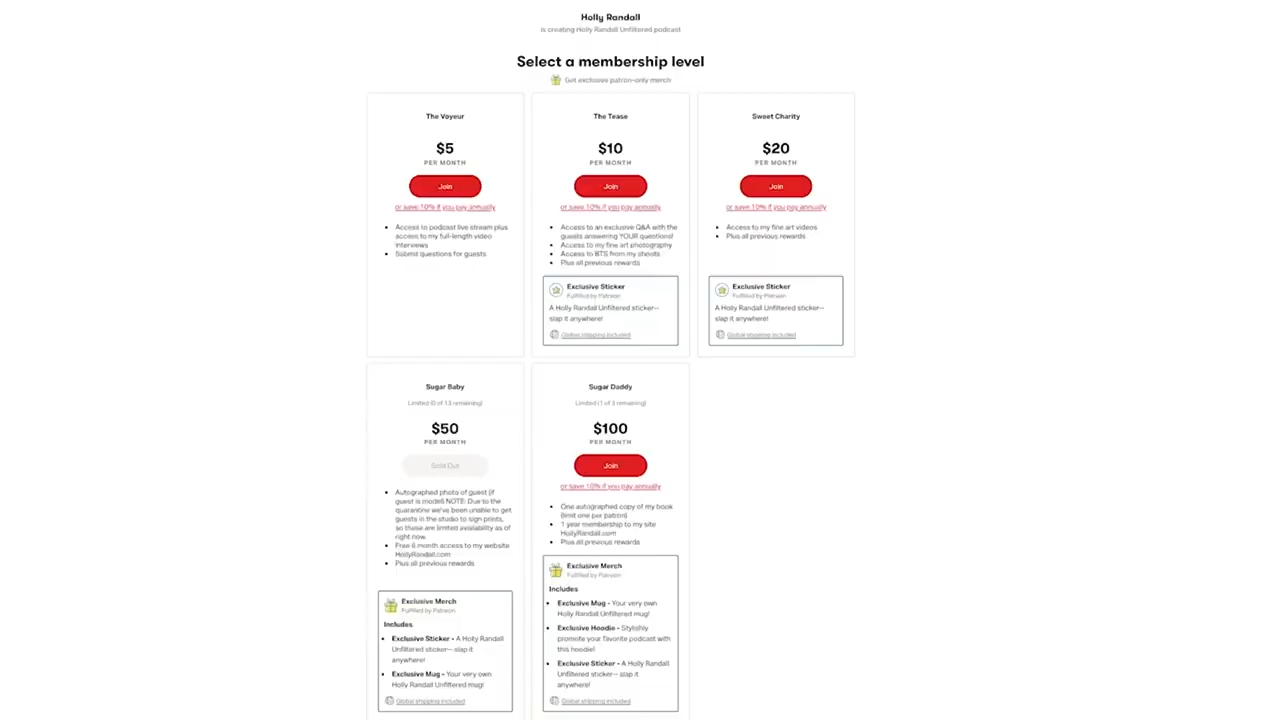 Holly Randall
is creating Holly Randall Unfiltered podcast
Select a membership level
Get exclusive patron-only merch
The Voyeur
$5
PER MONTH
Join
or save 10% if you pay annually
Access to podcast live stream plus
access to my full-length video
interviews
Submit questions for guests
The Tease
$10
PER MONTH
Join
or save 10% if you pay annually
Access to an exclusive Q&A with the
guests answering YOUR questions!
Access to my fine art photography
Access to BTS from my shoots
Plus all previous rewards
Exclusive Sticker
Fulfilled by Patreon
A Holly Randall Unfiltered sticker—
slap it anywhere!
Global shipping included
Sweet Charity
$20
PER MONTH
Join
or save 10% if you pay annually
Access to my fine art videos
Plus all previous rewards
Exclusive Sticker
Fulfilled by Patreon
A Holly Randall Unfiltered sticker—
slap it anywhere!
Global shipping included
Sugar Baby
Limited (0 of 13 remaining)
$50
PER MONTH
Sold Out
Autographed photo of guest (if
guest is model) NOTE: Due to the
quarantine we've been unable to get
guests in the studio to sign prints,
so these are limited availability as of
right now.
Free 6 month access to my website
HollyRandall.com
Plus all previous rewards
Exclusive Merch
Fulfilled by Patreon
Includes
Exclusive Sticker - A Holly Randall
Unfiltered sticker— slap it
anywhere!
Exclusive Mug - Your very own
Holly Randall Unfiltered mug!
Global shipping included
Sugar Daddy
Limited (1 of 3 remaining)
$100
PER MONTH
Join
or save 10% if you pay annually
One autographed copy of my book
(limit one per patron)
1 year membership to my site
HollyRandall.com
Plus all previous rewards
Exclusive Merch
Fulfilled by Patreon
Includes
Exclusive Mug - Your very own
Holly Randall Unfiltered mug!
Exclusive Hoodie - Stylishly
promote your favorite podcast with
this hoodie!
Exclusive Sticker - A Holly Randall
Unfiltered sticker— slap it
anywhere!
Global shipping included